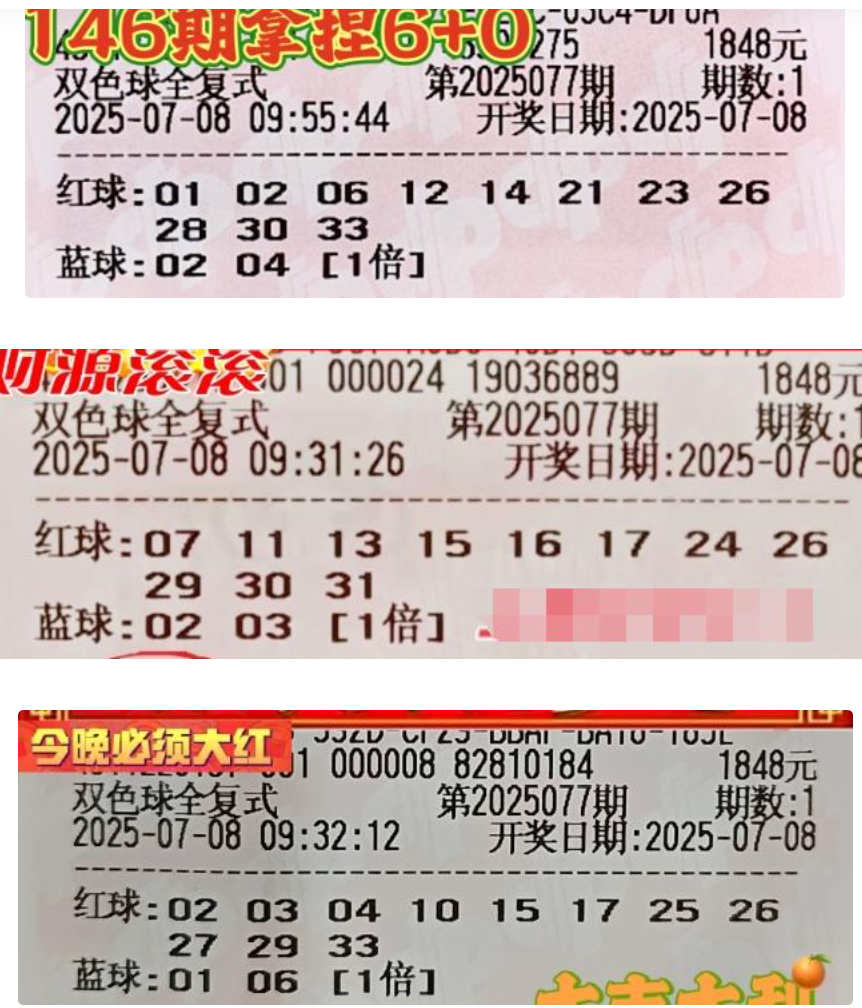 146期拿捏6+0
275 1848元
双色球全复式 第2025077期 期数:1
2025-07-08 09:55:44 开奖日期:2025-07-08
红球:01 02 06 12 14 21 23 26
28 30 33
蓝球:02 04 [1倍]
财源滚滚
01 000024 19036889 1848元
双色球全复式 第2025077期 期数:1
2025-07-08 09:31:26 开奖日期:2025-07-08
红球:07 11 13 15 16 17 24 26
29 30 31
蓝球:02 03 [1倍]
今晚必须大红
01 000008 82810184 1848元
双色球全复式 第2025077期 期数:1
2025-07-08 09:32:12 开奖日期:2025-07-08
红球:02 03 04 10 15 17 25 26
27 29 33
蓝球:01 06 [1倍]